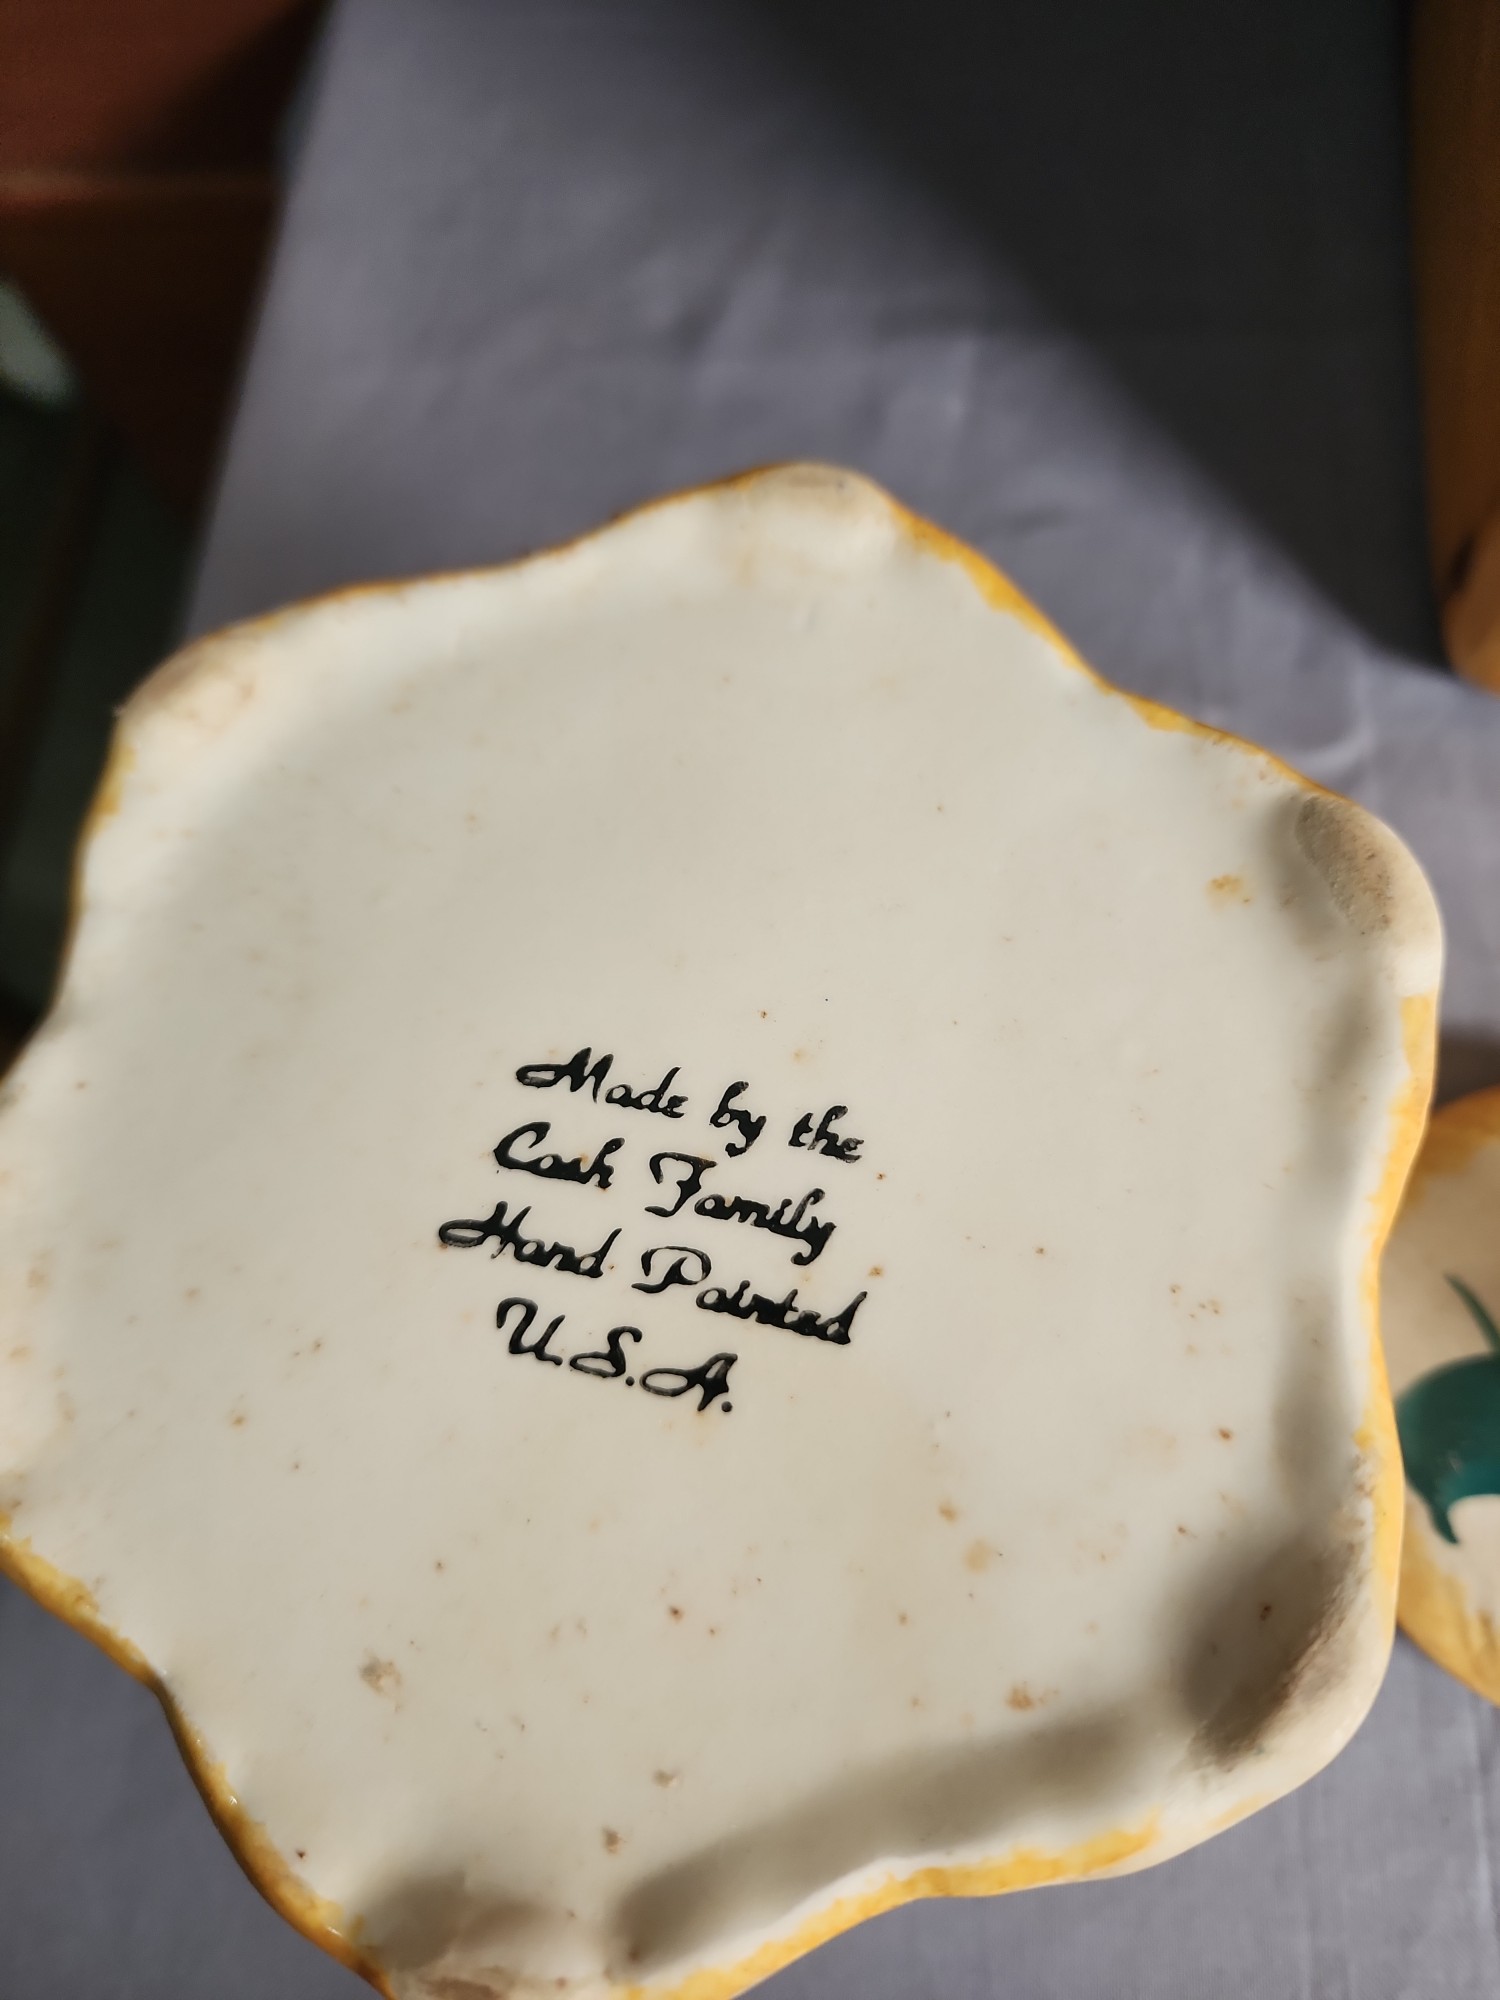 Made by the
Cash Family
Hand Painted
U.S.A.